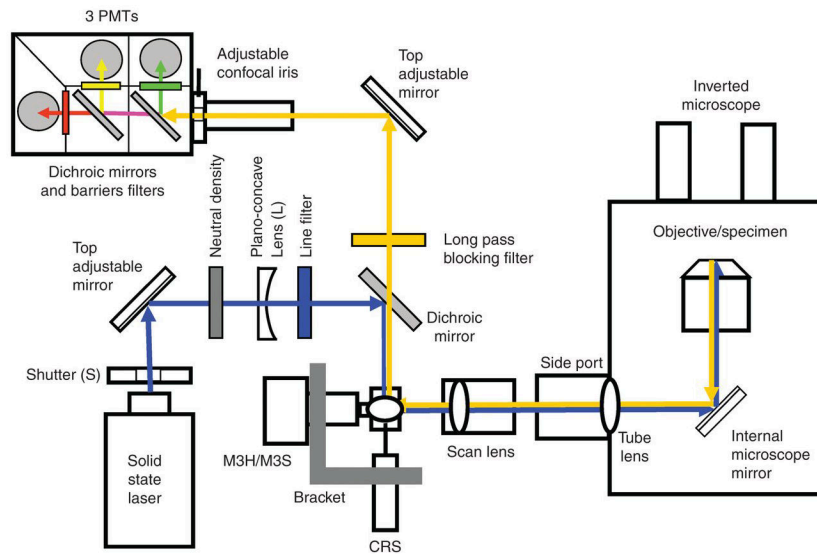 3 PMTs
Adjustable
confocal iris
Top
adjustable
mirror
Inverted
microscope
Dichroic mirrors
and barriers filters
Neutral density
Plano-concave
Lens (L)
Line filter
Long pass
blocking filter
Objective/specimen
Top
adjustable
mirror
Dichroic
mirror
Shutter (S)
Side port
Solid
state
laser
M3H/M3S
Bracket
CRS
Scan lens
Tube
lens
Internal
microscope
mirror